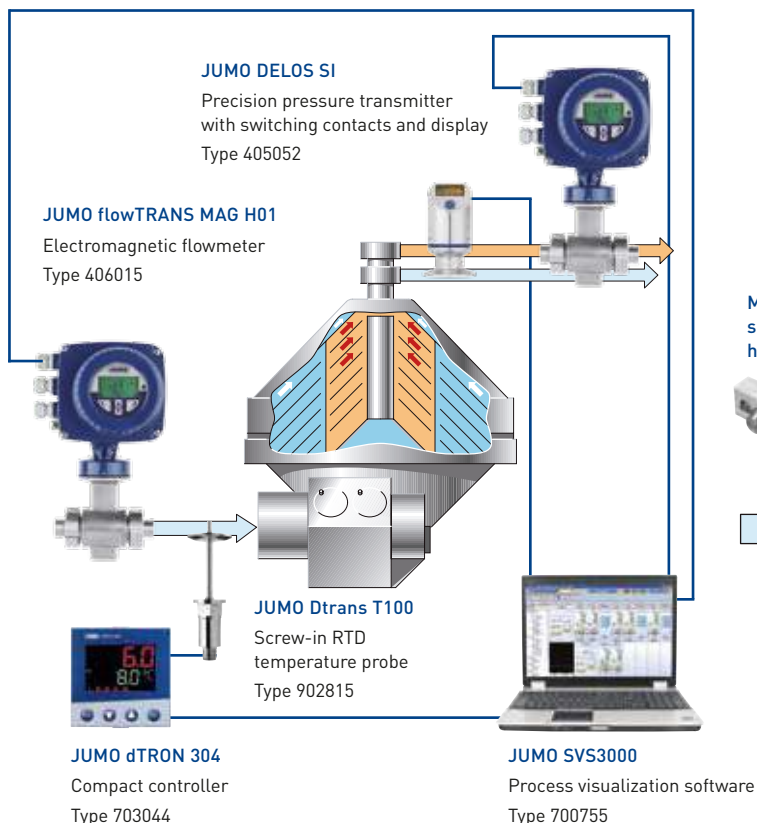 JUMO DELOS SI
Precision pressure transmitter
with switching contacts and display
Type 405052
JUMO flowTRANS MAG H01
Electromagnetic flowmeter
Type 406015
M
s
h
JUMO Dtrans T100
Screw-in RTD
temperature probe
Type 902815
6.0
8.0°C
JUMO dTRON 304
Compact controller
Type 703044
JUMO SVS3000
Process visualization software
Type 700755